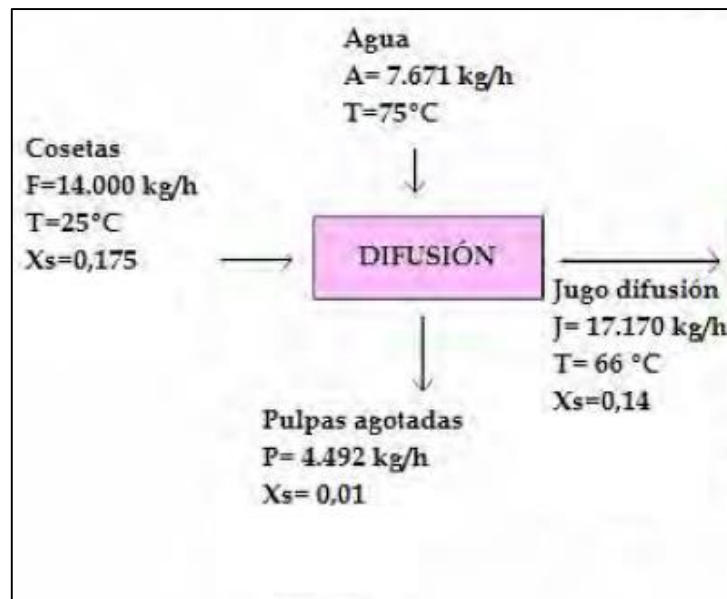 Agua
A= 7.671 kg/h
T=75°C
Cosetas
F=14.000 kg/h
T=25°C
Xs=0,175
DIFUSIÓN
Jugo difusión
J= 17.170 kg/h
T= 66 °C
Xs=0,14
Pulpas agotadas
P= 4.492 kg/h
Xs= 0,01